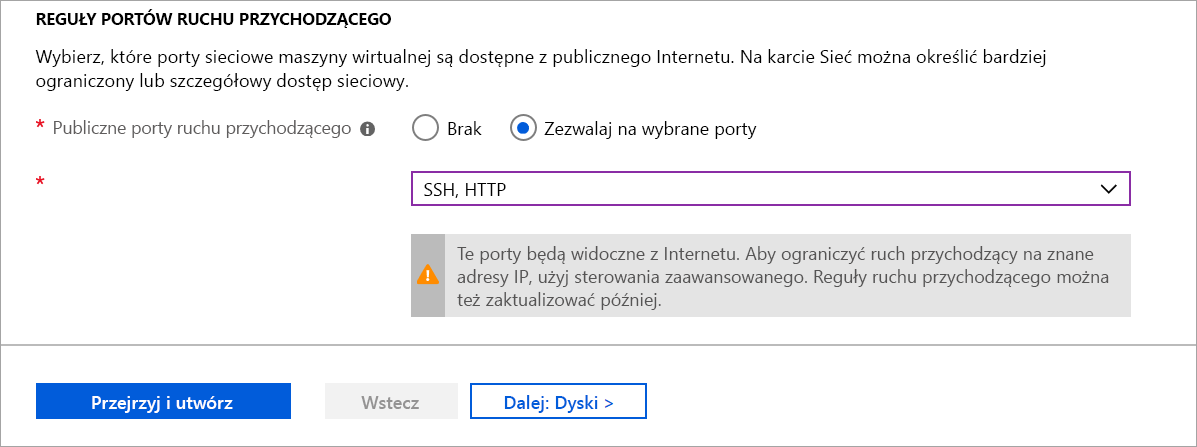 REGUŁY PORTÓW RUCHU PRZYCHODZĄCEGO
Wybierz, które porty sieciowe maszyny wirtualnej są dostępne z publicznego Internetu. Na karcie Sieć można określić bardziej
ograniczony lub szczegółowy dostęp sieciowy.
* Publiczne porty ruchu przychodzącego Brak Zezwalaj na wybrane porty
* SSH, HTTP
Te porty będą widoczne z Internetu. Aby ograniczyć ruch przychodzący na znane
adresy IP, użyj sterowania zaawansowanego. Reguły ruchu przychodzącego można
też zaktualizować później.
Przejrzyj i utwórz Wstecz Dalej: Dyski >